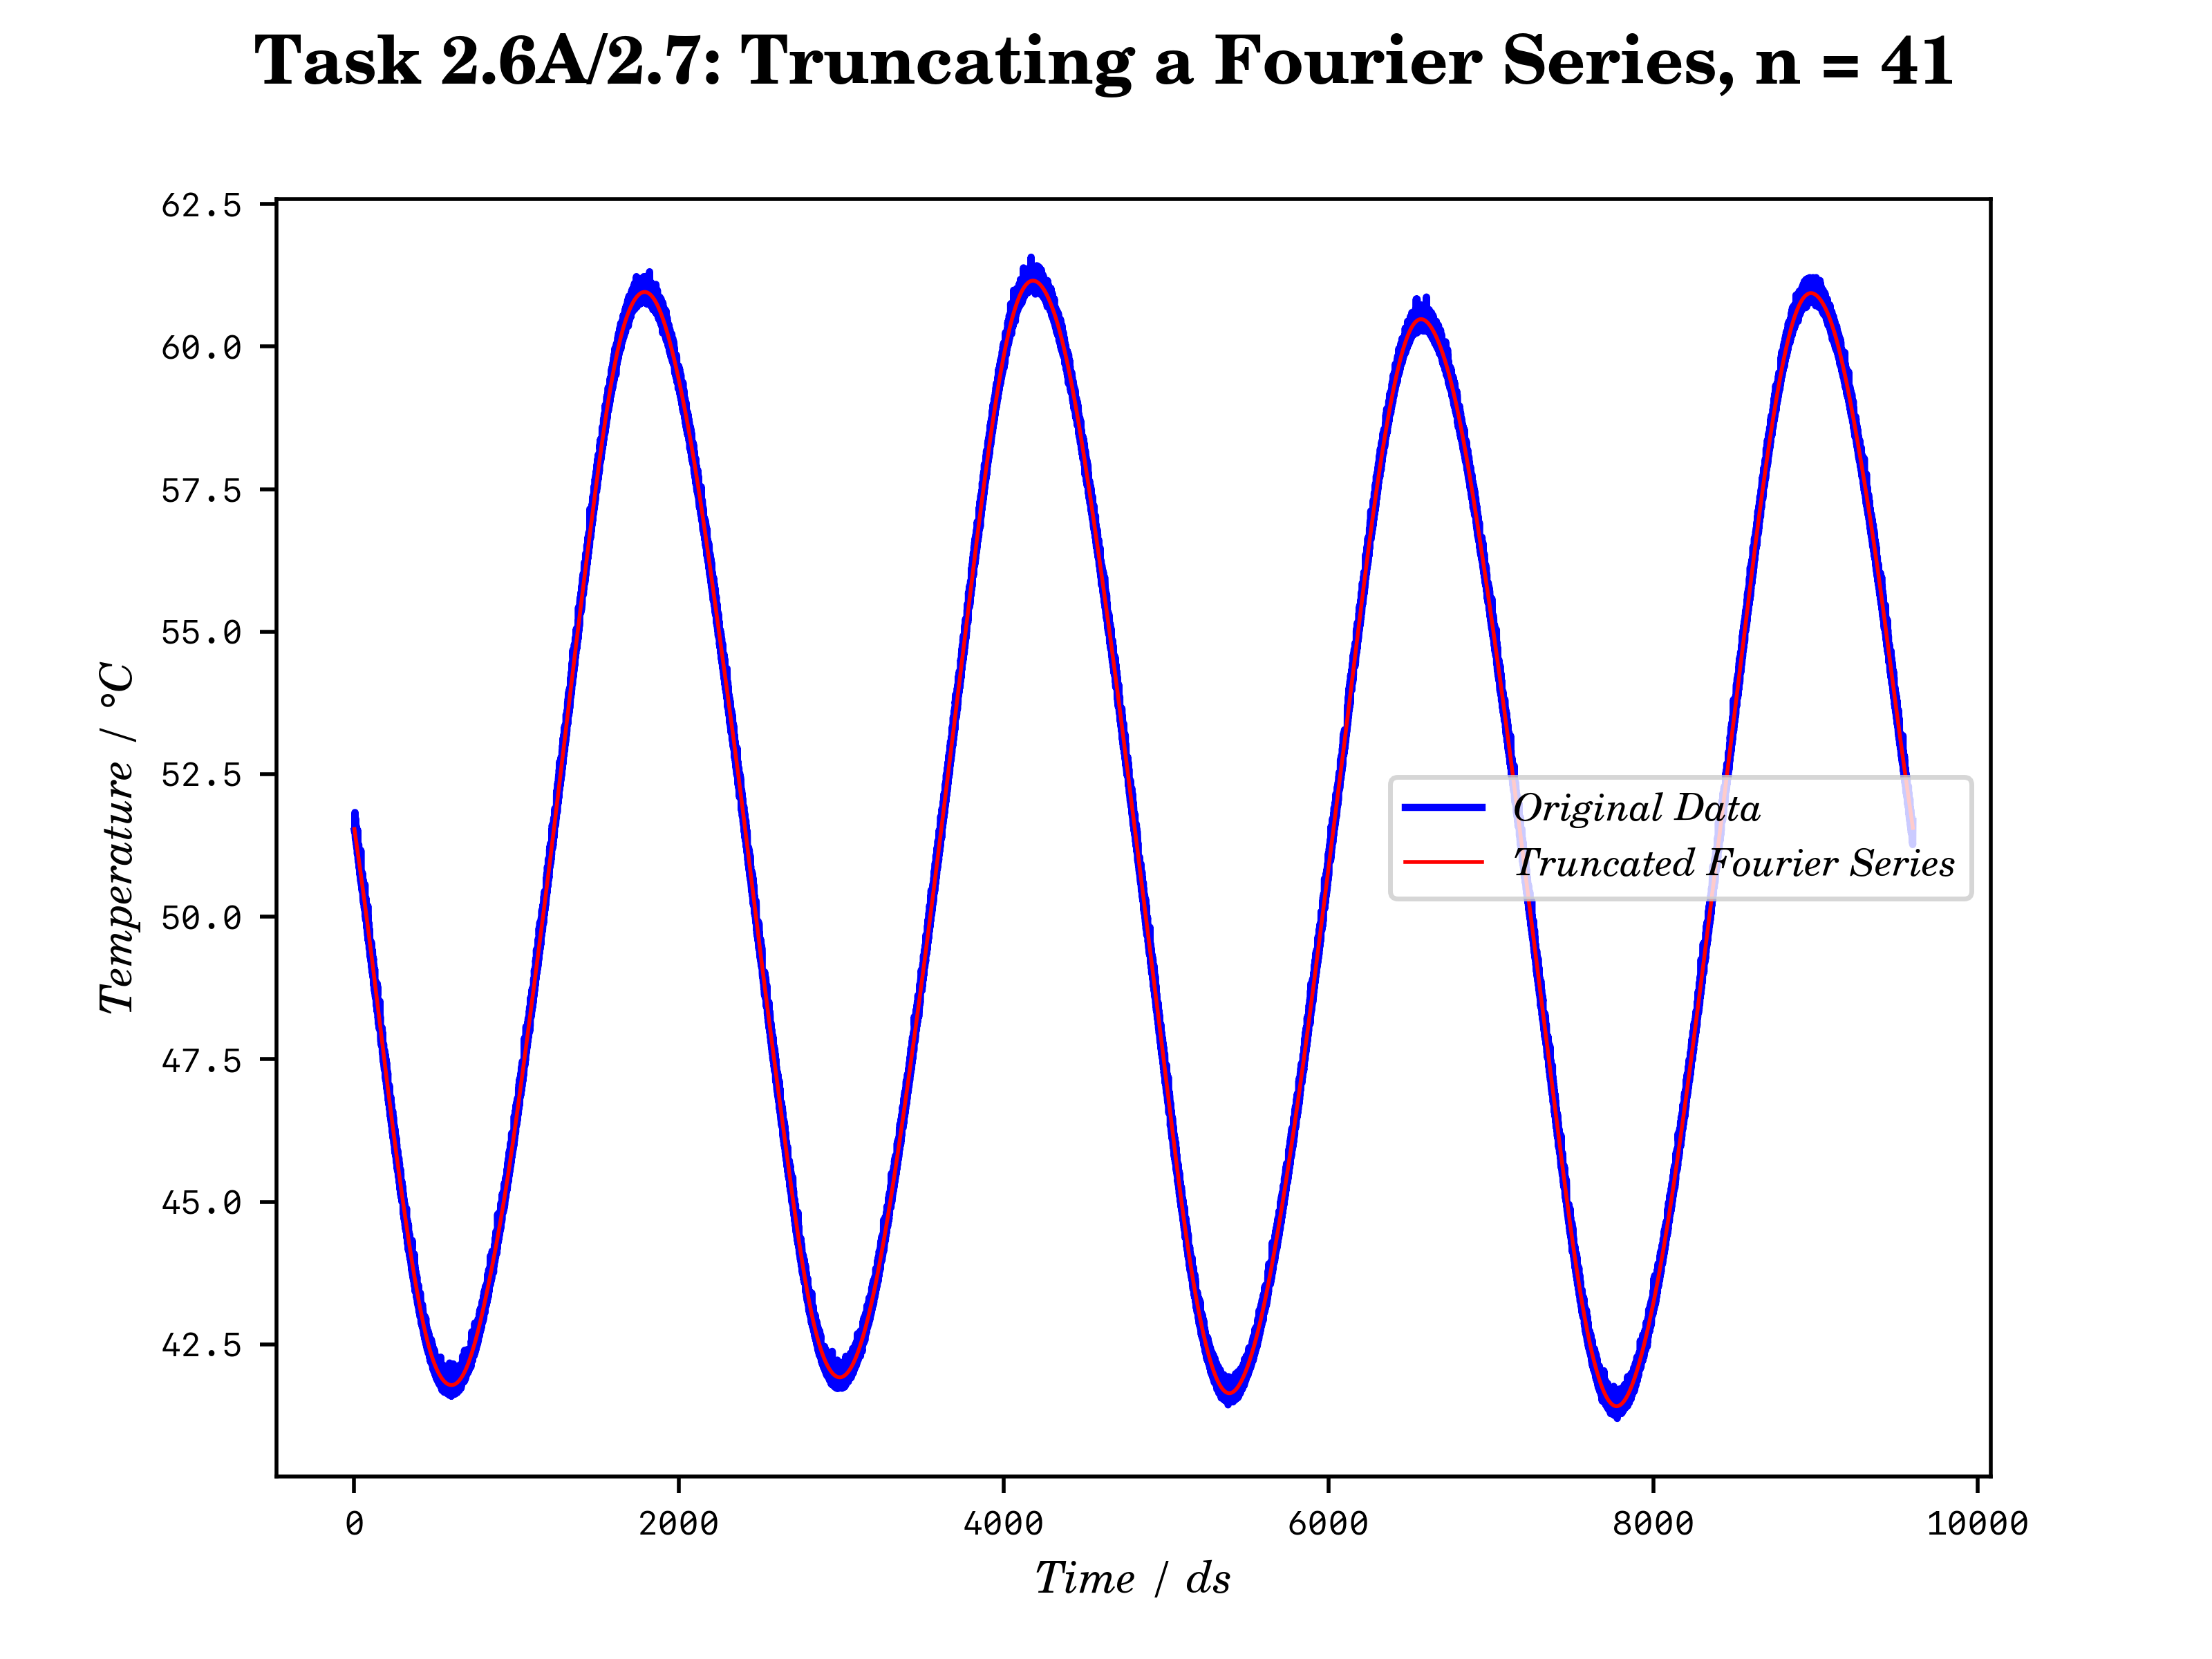 Task 2.6A/2.7: Truncating a Fourier Series, n = 41
62.5
60.0
57.5
55.0
52.5
50.0
47.5
45.0
42.5
Temperature / °C
Original Data
Truncated Fourier Series
0 2000 4000 6000 8000 10000
Time / ds